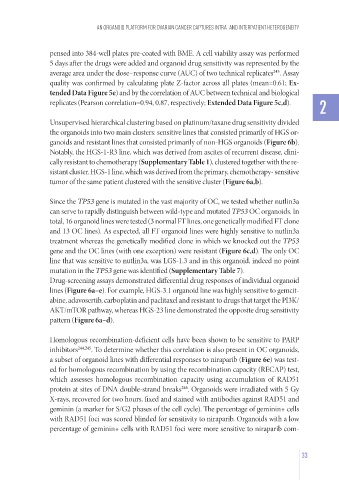 AN ORGANOID PLATFORM FOR OVARIAN CANCER CAPTURES INTRA- AND INTERPATIENT HETEROGENEITY
pensed into 384-well plates pre-coated with BME. A cell viability assay was performed
5 days after the drugs were added and organoid drug sensitivity was represented by the
average area under the dose–response curve (AUC) of two technical replicates. Assay
quality was confirmed by calculating plate Z-factor across all plates (mean=0.61; Ex-
tended Data Figure 5e) and by the correlation of AUC between technical and biological
replicates (Pearson correlation=0.94, 0.87, respectively; Extended Data Figure 5c,d).
2
Unsupervised hierarchical clustering based on platinum/taxane drug sensitivity divided
the organoids into two main clusters: sensitive lines that consisted primarily of HGS or-
ganoids and resistant lines that consisted primarily of non-HGS organoids (Figure 6b).
Notably, the HGS-1-R3 line, which was derived from ascites of recurrent disease, clini-
cally resistant to chemotherapy (Supplementary Table 1), clustered together with the re-
sistant cluster. HGS-1 line, which was derived from the primary, chemotherapy- sensitive
tumor of the same patient clustered with the sensitive cluster (Figure 6a,b).
Since the TP53 gene is mutated in the vast majority of OC, we tested whether nutlin3a
can serve to rapidly distinguish between wild-type and mutated TP53 OC organoids. In
total, 16 organoid lines were tested (3 normal FT lines, one genetically modified FT clone
and 13 OC lines). As expected, all FT organoid lines were highly sensitive to nutlin3a
treatment whereas the genetically modified clone in which we knocked out the TP53
gene and the OC lines (with one exception) were resistant (Figure 6c,d). The only OC
line that was sensitive to nutlin3a, was LGS-1.3 and in this organoid, indeed no point
mutation in the TP53 gene was identified (Supplementary Table 7).
Drug-screening assays demonstrated differential drug responses of individual organoid
lines (Figure 6a–e). For example, HGS-3.1 organoid line was highly sensitive to gemcit-
abine, adavosertib, carboplatin and paclitaxel and resistant to drugs that target the PI3K/
AKT/mTOR pathway, whereas HGS-23 line demonstrated the opposite drug sensitivity
pattern (Figure 6a–d).
Homologous recombination-deficient cells have been shown to be sensitive to PARP
inhibitors. To determine whether this correlation is also present in OC organoids,
a subset of organoid lines with differential responses to niraparib (Figure 6e) was test-
ed for homologous recombination by using the recombination capacity (RECAP) test,
which assesses homologous recombination capacity using accumulation of RAD51
protein at sites of DNA double-strand breaks. Organoids were irradiated with 5 Gy
X-rays, recovered for two hours, fixed and stained with antibodies against RAD51 and
geminin (a marker for S/G2 phases of the cell cycle). The percentage of geminin+ cells
with RAD51 foci was scored blinded for sensitivity to niraparib. Organoids with a low
percentage of geminin+ cells with RAD51 foci were more sensitive to niraparib com-
33